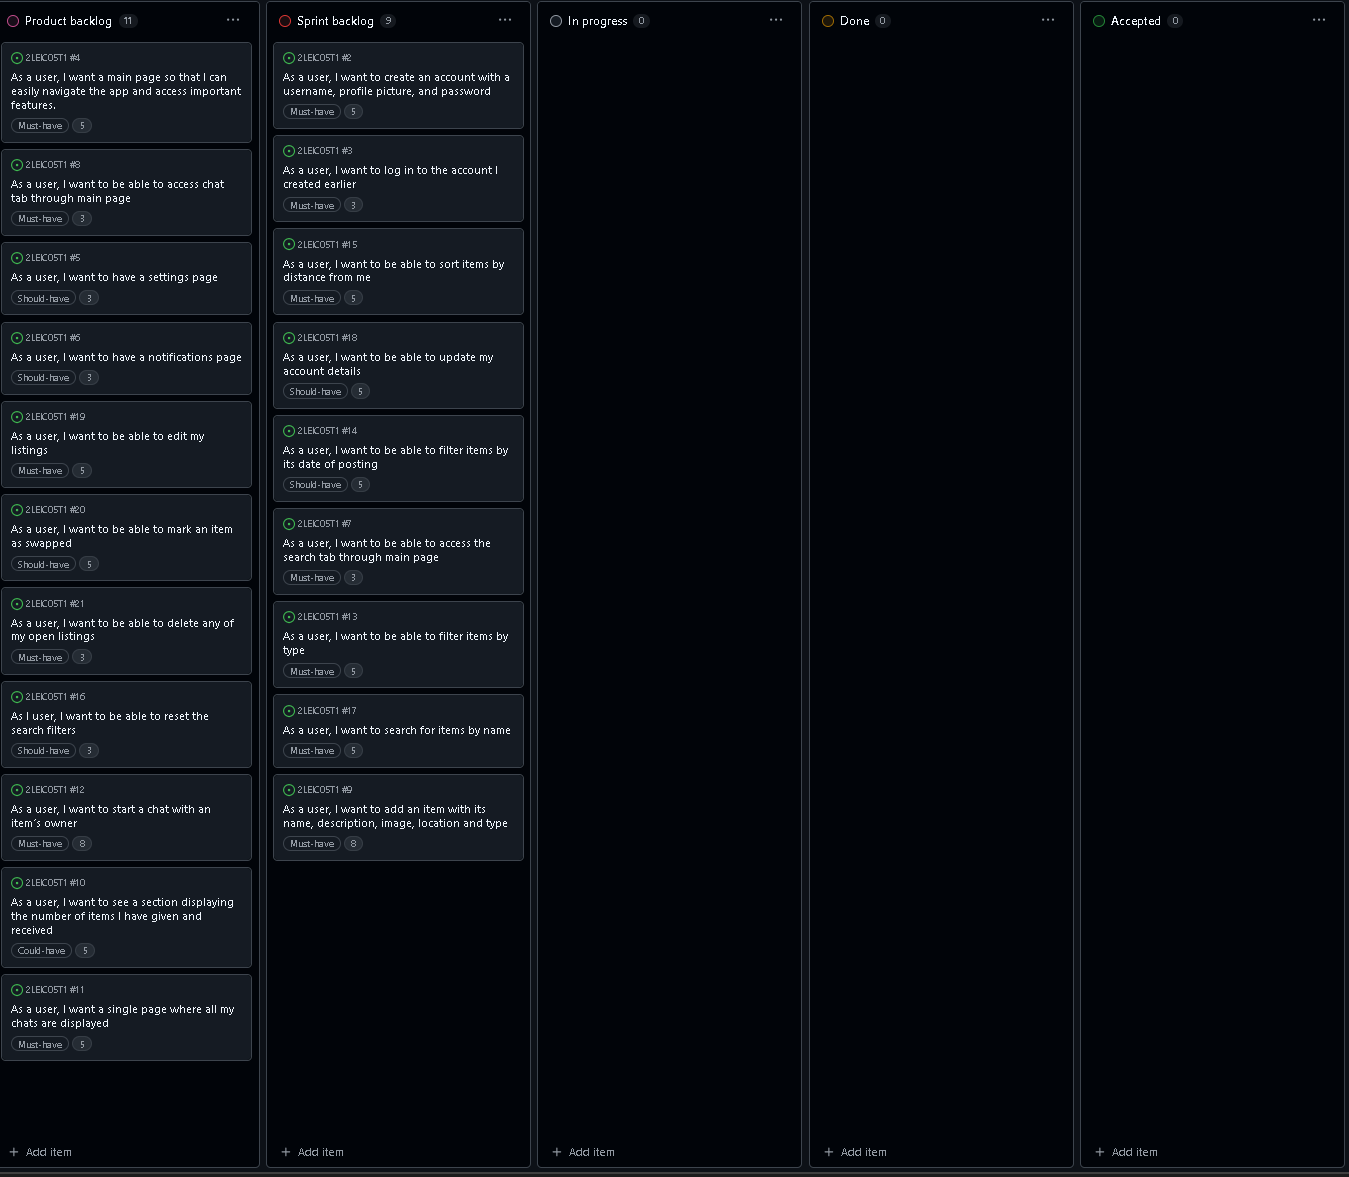 Product backlog 11
2LEIC05T1 #4
As a user, I want a main page so that I can
easily navigate the app and access important
features.
Must-have 5
2LEIC05T1 #8
As a user, I want to be able to access chat
tab through main page
Must-have 3
2LEIC05T1 #5
As a user, I want to have a settings page
Should-have 3
2LEIC05T1 #6
As a user, I want to have a notifications page
Should-have 3
2LEIC05T1 #19
As a user, I want to be able to edit my
listings
Must-have 5
2LEIC05T1 #20
As a user, I want to be able to mark an item
as swapped
Should-have 5
2LEIC05T1 #21
As a user, I want to be able to delete any of
my open listings
Must-have 3
2LEIC05T1 #16
As I user, I want to be able to reset the
search filters
Should-have 3
2LEIC05T1 #12
As a user, I want to start a chat with an
item's owner
Must-have 8
2LEIC05T1 #10
As a user, I want to see a section displaying
the number of items I have given and
received
Could-have 5
2LEIC05T1 #11
As a user, I want a single page where all my
chats are displayed
Must-have 5
+ Add item
Sprint backlog 9
2LEIC05T1 #2
As a user, I want to create an account with a
username, profile picture, and password
Must-have 5
2LEIC05T1 #3
As a user, I want to log in to the account I
created earlier
Must-have 3
2LEIC05T1 #15
As a user, I want to be able to sort items by
distance from me
Must-have 5
2LEIC05T1 #18
As a user, I want to be able to update my
account details
Should-have 5
2LEIC05T1 #14
As a user, I want to be able to filter items by
its date of posting
Should-have 5
2LEIC05T1 #7
As a user, I want to be able to access the
search tab through main page
Must-have 3
2LEIC05T1 #13
As a user, I want to be able to filter items by
type
Must-have 5
2LEIC05T1 #17
As a user, I want to search for items by name
Must-have 5
2LEIC05T1 #9
As a user, I want to add an item with its
name, description, image, location and type
Must-have 8
+ Add item
In progress 0
+ Add item
Done 0
+ Add item
Accepted 0
+ Add item